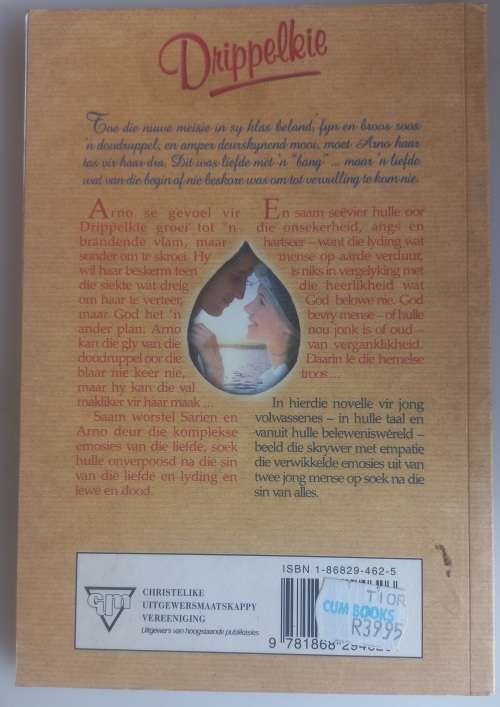 Drippelkie
Toe die nuwe meisie in sy klas beland, fyn en broos soos
'n doudruppel, en amper deurskynend mooi, moet Arno haar
tas vir haar dra. Dit was liefde met 'n "bang" ... maar 'n liefde
wat van die begin af nie beskore was om tot vervulling te kom nie.
Arno se gevoel vir
Drippelkie groei tot 'n
brandende vlam, maar
sonder om te skroei. Hy
wil haar beskerm teen
die siekte wat dreig
om haar te verteer,
maar God het 'n
ander plan. Arno
kan die gly van die
doudruppel oor die
blaar nie keer nie,
maar hy kan die val
makliker vir haar maak ...
Saam worstel Sarien en
Arno deur die komplekse
emosies van die liefde, soek
hulle onverpoosd na die sin
van die liefde en lyding en
lewe en dood.
En saam seëvier hulle oor
die onsekerheid, angs en
hartseer – want die lyding wat
mense op aarde verduur,
is niks in vergelyking met
die heerlikheid wat
God belowe nie. God
bevry mense – of hulle
nou jonk is of oud –
van verganklikheid.
Daarin lê die hemelse
troos ...
In hierdie novelle vir jong
volwassenes – in hulle taal en
vanuit hulle beleweniswêreld –
beeld die skrywer met empatie
die verwikkelde emosies uit van
twee jong mense op soek na die
sin van alles.
cum
CHRISTELIKE
UITGEWERSMAATSKAPPY
VERENIGING
Uitgewers van hoogstaande publikasies
ISBN 1-86829-462-5
TIOR
CUM BOOKS
R39.95
9 781868 29462